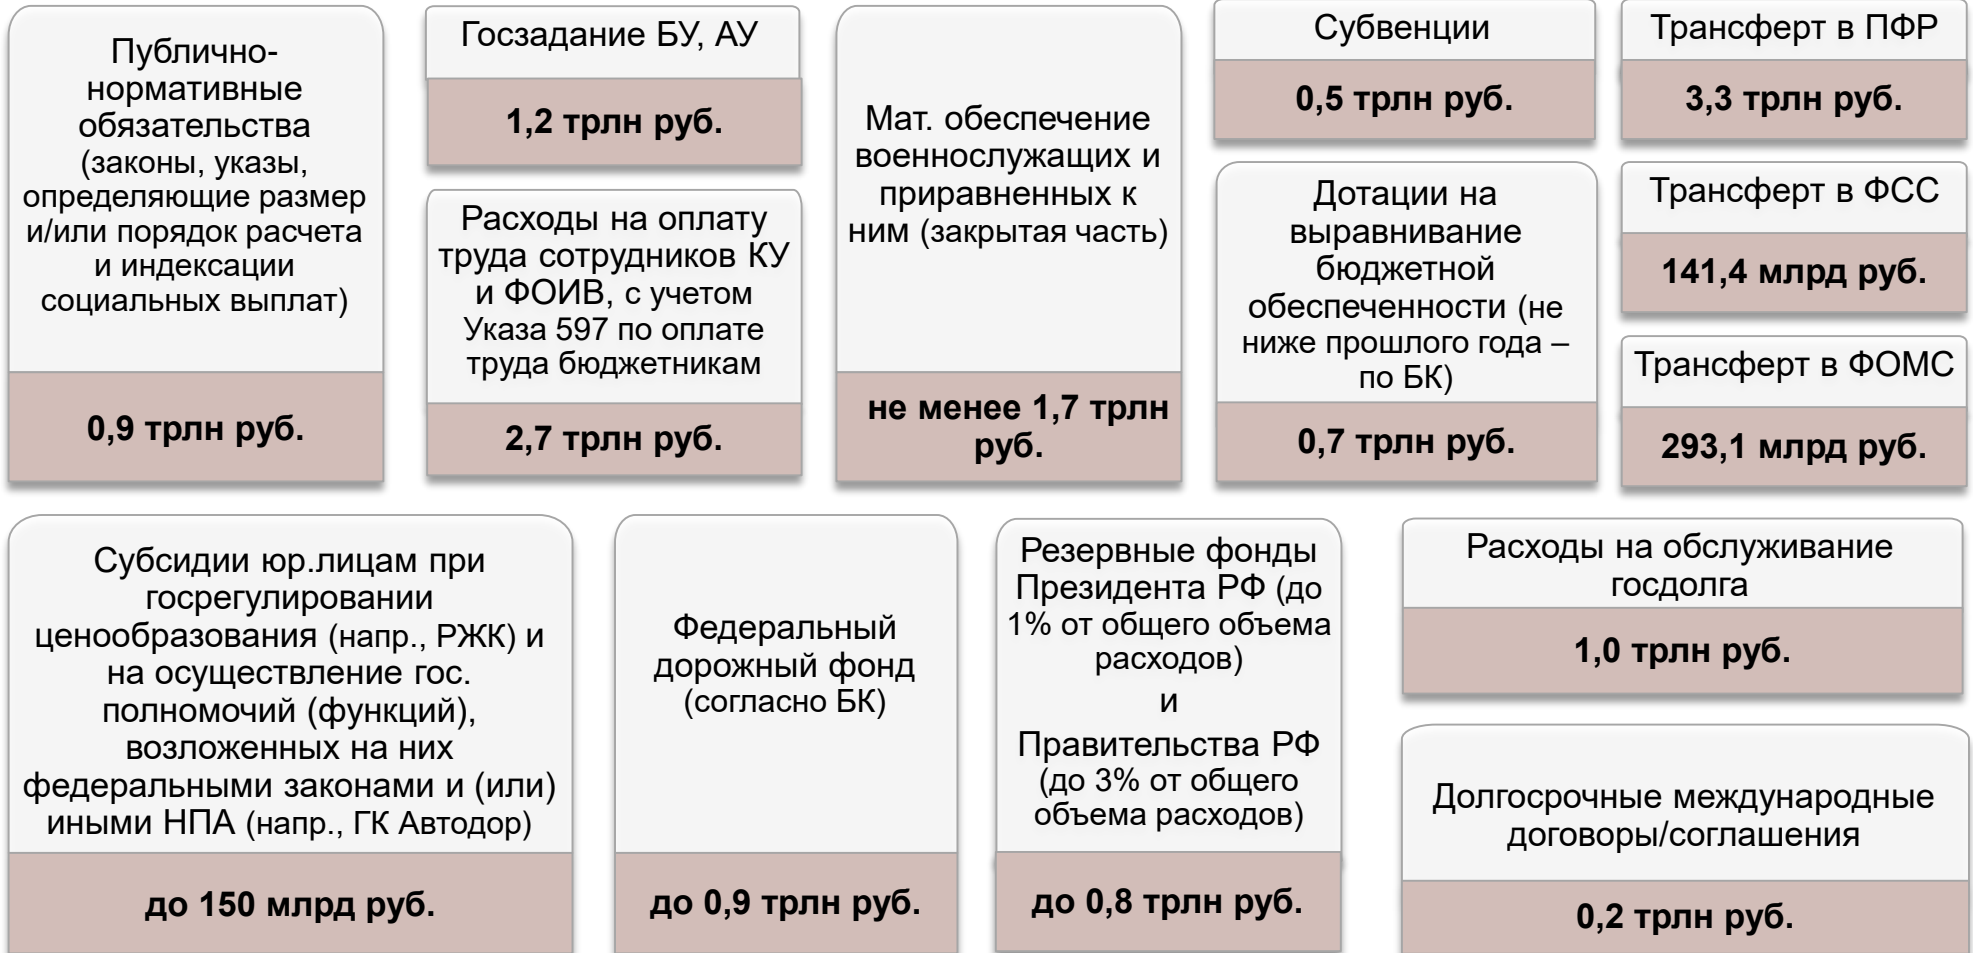 Публично-
нормативные
обязательства
(законы, указы,
определяющие размер
и/или порядок расчета
и индексации
социальных выплат)
0,9 трлн руб.
Госзадание БУ, АУ
1,2 трлн руб.
Расходы на оплату
труда сотрудников КУ
и ФОИВ, с учетом
Указа 597 по оплате
труда бюджетникам
2,7 трлн руб.
Мат. обеспечение
военнослужащих и
приравненных к
ним (закрытая часть)
не менее 1,7 трлн
руб.
Субвенции
0,5 трлн руб.
Дотации на
выравнивание
бюджетной
обеспеченности (не
ниже прошлого года –
по БК)
0,7 трлн руб.
Трансферт в ПФР
3,3 трлн руб.
Трансферт в ФСС
141,4 млрд руб.
Трансферт в ФОМС
293,1 млрд руб.
Субсидии юр.лицам при
госрегулировании
ценообразования (напр., РЖК) и
на осуществление гос.
полномочий (функций),
возложенных на них
федеральными законами и (или)
иными НПА (напр., ГК Автодор)
до 150 млрд руб.
Федеральный
дорожный фонд
(согласно БК)
до 0,9 трлн руб.
Резервные фонды
Президента РФ (до
1% от общего объема
расходов)
и
Правительства РФ
(до 3% от общего
объема расходов)
до 0,8 трлн руб.
Расходы на обслуживание
госдолга
1,0 трлн руб.
Долгосрочные международные
договоры/соглашения
0,2 трлн руб.